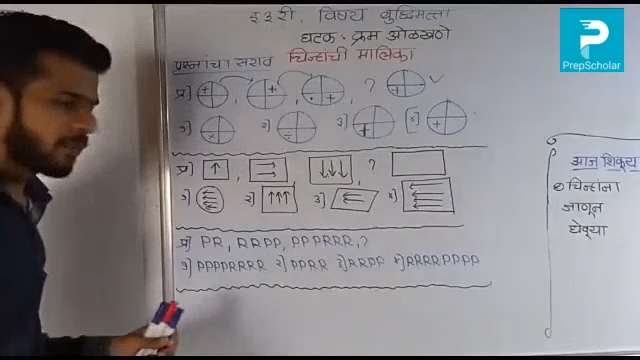 इ ३ री. विषय बुध्दिमत्ता
घटक : क्रम ओळखणे
प्रश्नांचा सराव चिन्हांची मालिका
PrepScholar
प्र] + , + , + , ? +
१] × २] ÷ ३] + ४] +
प्र] ↑ , → → , ↓↓↓ , ?
१] २] ↑↑↑ ३] ४]
प्र] PR, RRPP, PPPRRR, ?
१] PPPPRRRR २] PPRR ३] RRPP ४] RRRRPPPP
आज शिकूया
चिन्हांना
जाणून
घेवूया